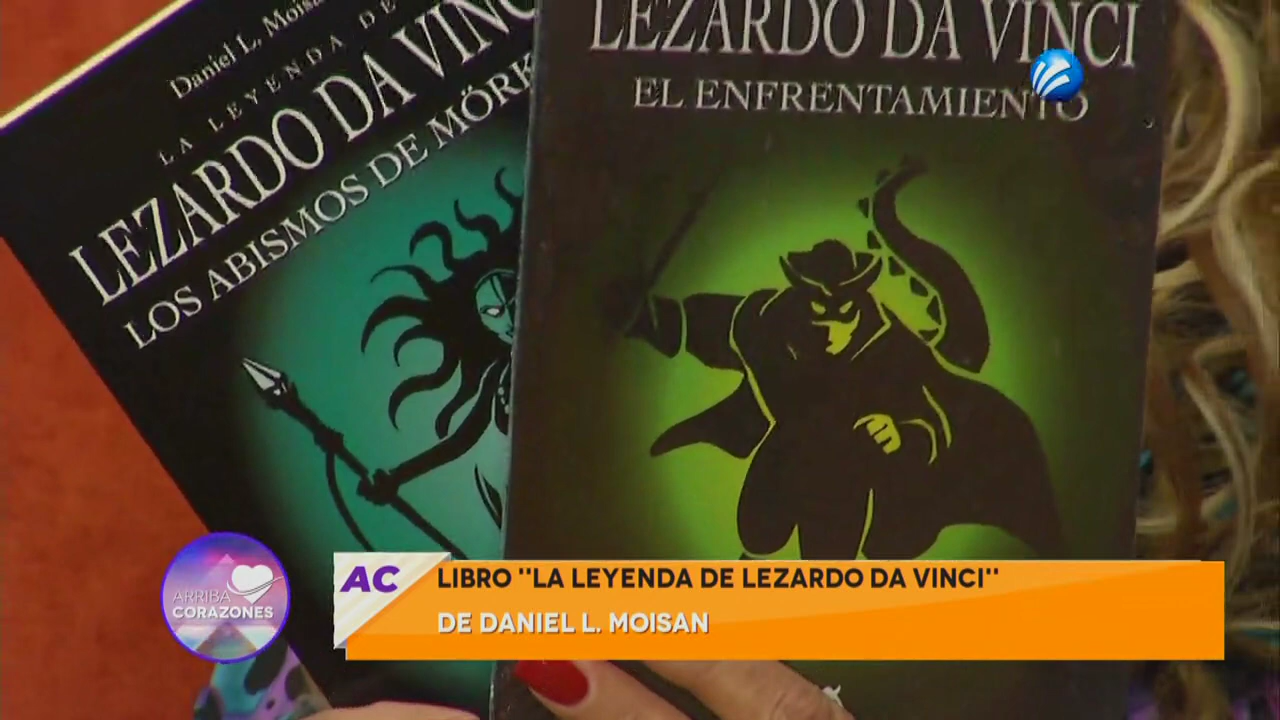 Daniel L. Moisan
LA LEYENDA DE
LEZARDO DA VINC
LOS ABISMOS DE MÖRK
LEZARDO DA VINCI
EL ENFRENTAMIENTO
ARRIBA
CORAZONES
AC
LIBRO "LA LEYENDA DE LEZARDO DA VINCI"
DE DANIEL L. MOISAN